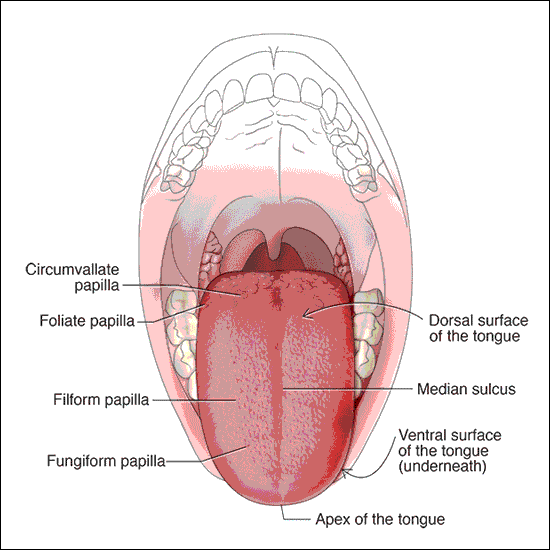 Circumvallate
papilla
Foliate papilla
Filform papilla
Fungiform papilla
Dorsal surface
of the tongue
Median sulcus
Ventral surface
of the tongue
(underneath)
Apex of the tongue